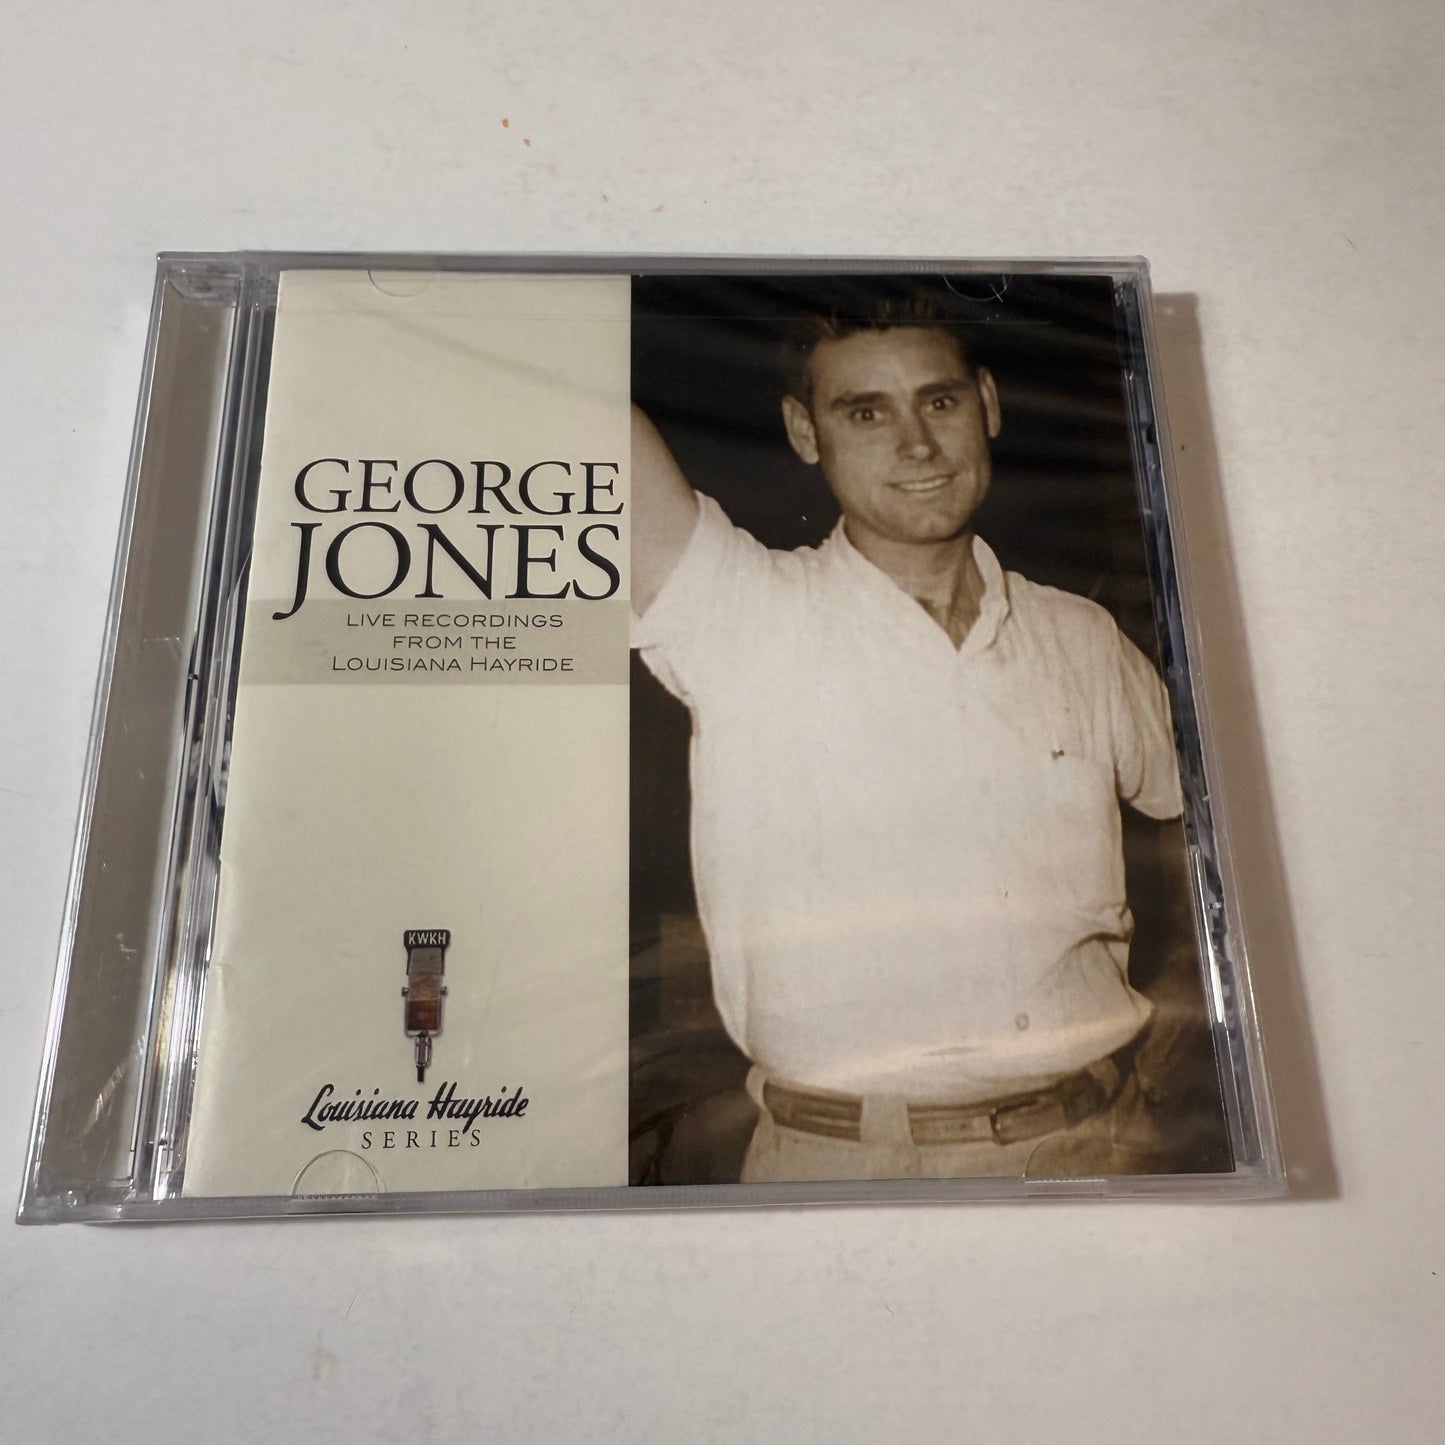 GEORGE
JONES
LIVE RECORDINGS
FROM THE
LOUISIANA HAYRIDE
KWKH
Louisiana Hayride
SERIES